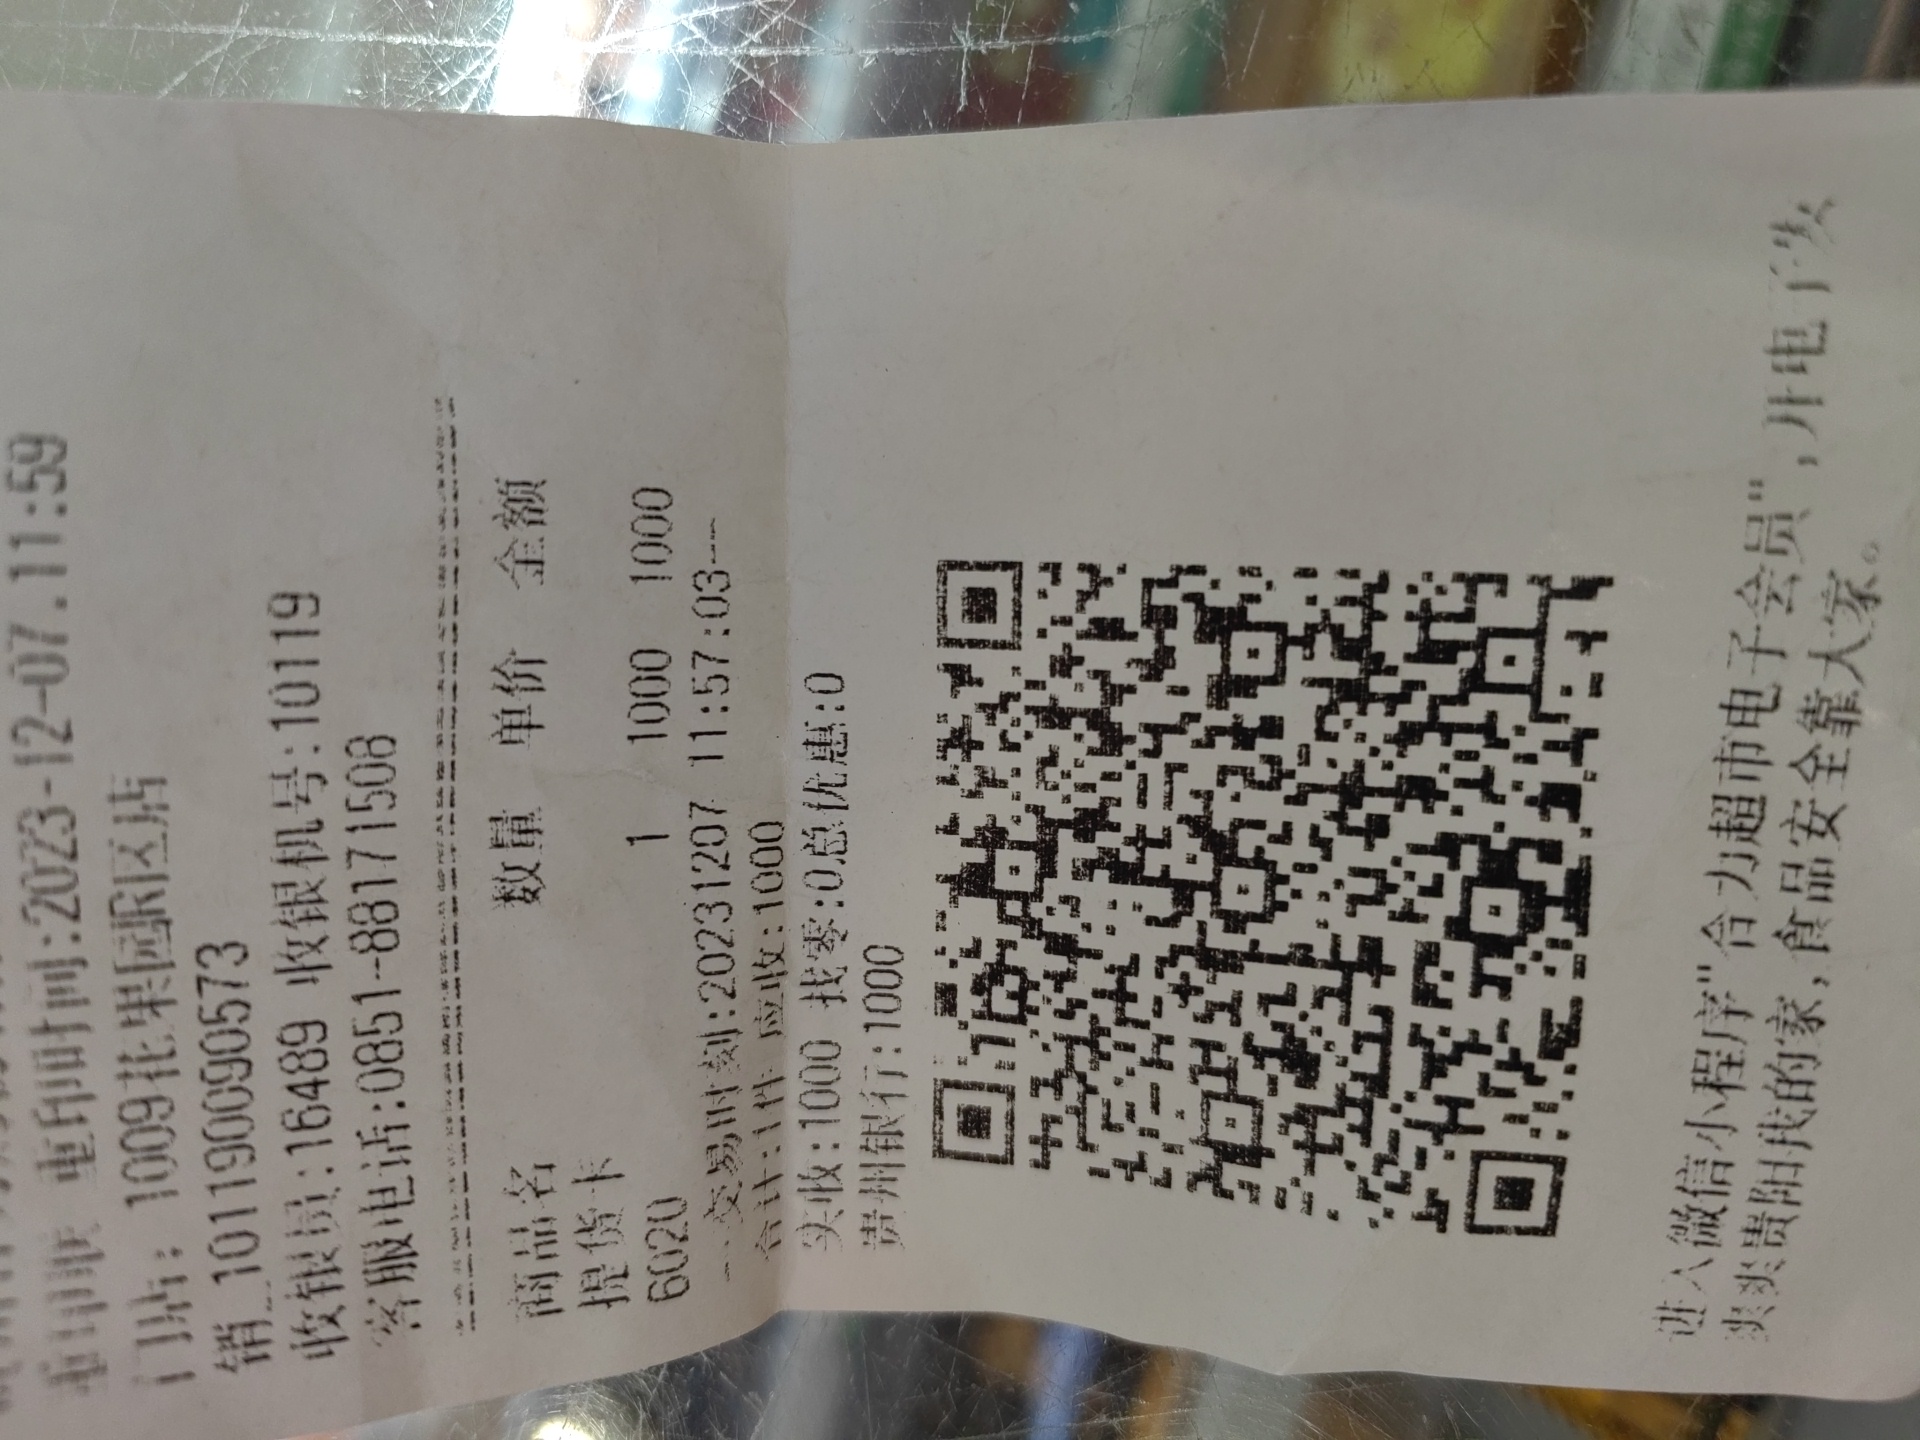 重印账 重印时间:2023-12-07.11:59
门店: 1009花果园R区店
销_101190090573
收银员:16489 收银机号:10119
客服电话:0851-88171508
商品名 数量 单价 金额
提货卡
6020 1 1000 1000
--交易时刻:20231207 11:57:03--
合计:1件 应收:1000
实收:1000 找零:0总优惠:0
贵州银行:1000
进入微信小程序"合力超市电子会员",开电子发
爽爽贵阳我的家,食品安全靠大家。